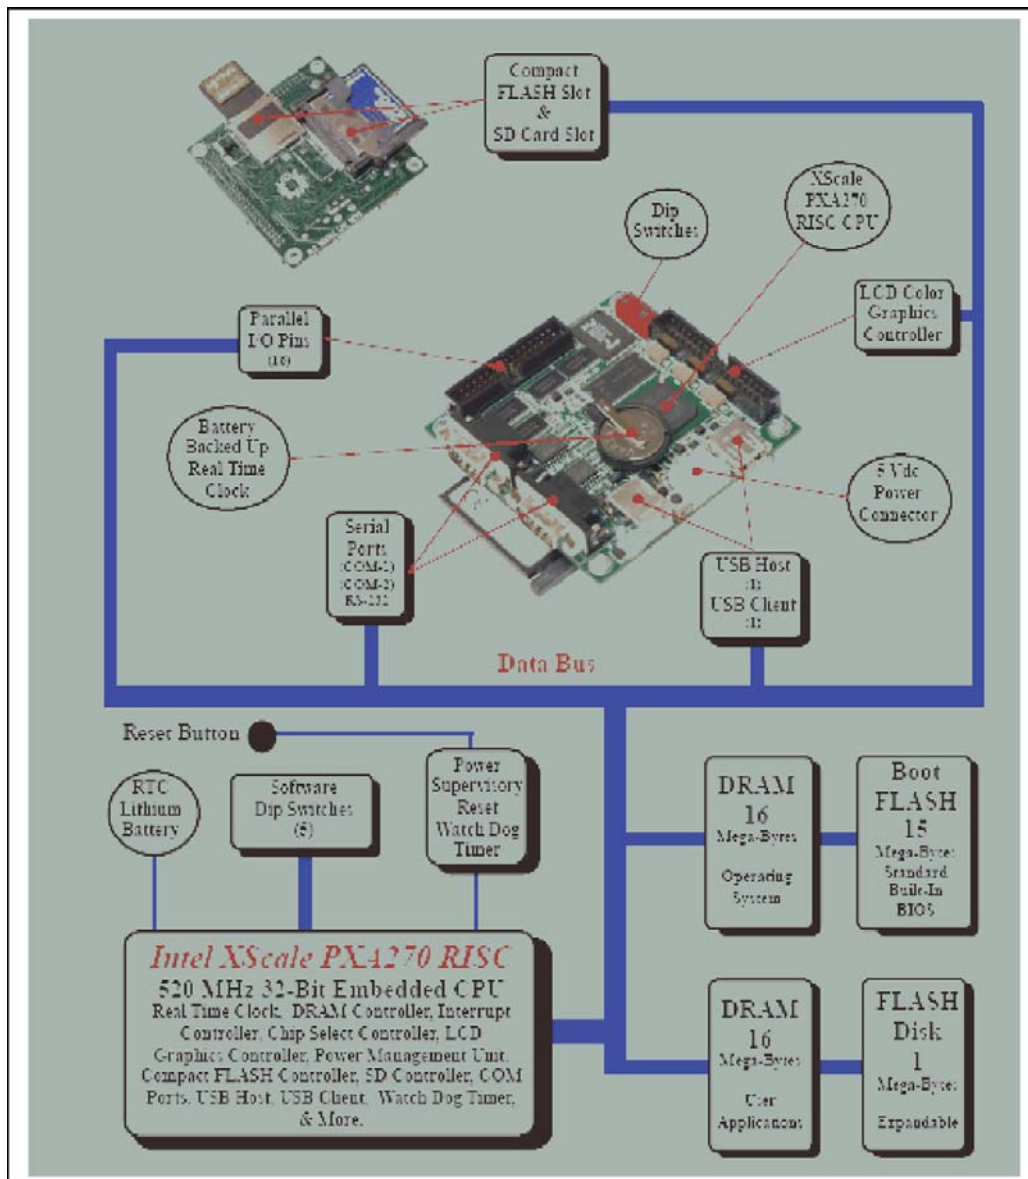 Compact
FLASH Slot
&
SD Card Slot
XScale
PXA270
RISC CPU
Dip
Switches
LCD Color
Graphics
Controller
Parallel
I/O Pins
Battery
Backed Up
Real Time
Clock
5 Vdc
Power
Connector
Serial
Ports
(COM-1)
(COM-2)
RS-232
USB Host
(1)
USB Client
(1)
Data Bus
Reset Button
RTC
Lithium
Battery
Software
Dip Switches
(5)
Power
Supervisory
Reset
Watch Dog
Timer
DRAM
16
Mega-Bytes
Operating
System
Boot
FLASH
15
Mega-Bytes
Standard
Built-In
BIOS
Intel XScale PXA270 RISC
520 MHz 32-Bit Embedded CPU
Real Time Clock, DRAM Controller, Interrupt
Controller, Chip Select Controller, LCD
Graphics Controller, Power Management Unit,
Compact FLASH Controller, SD Controller, COM
Ports, USB Host, USB Client, Watch Dog Timer,
& More.
DRAM
16
Mega-Bytes
User
Applications
FLASH
Disk
1
Mega-Bytes
Expandable